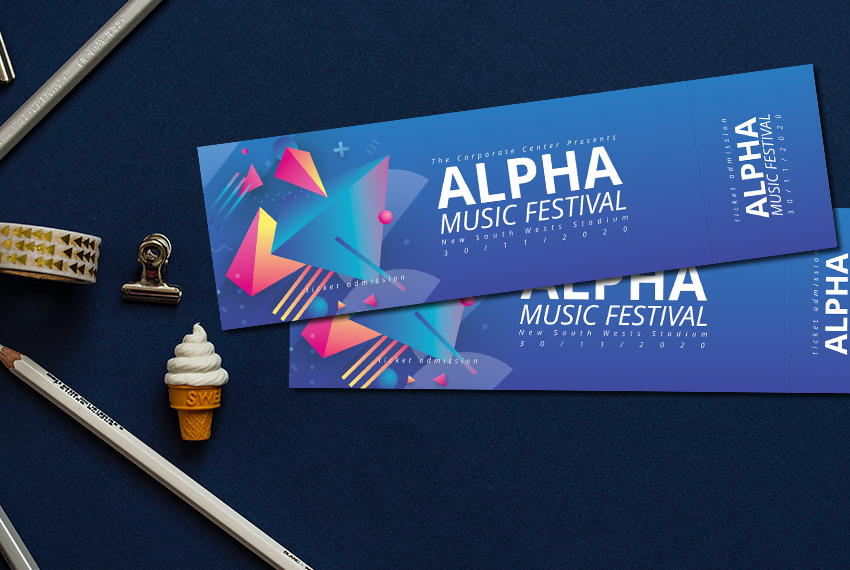 The Corporate Center Presents
ALPHA
MUSIC FESTIVAL
New South Wests Stadium
30/11/2020
ticket admission
ticket admission
ALPHA
MUSIC FESTIVAL
30/11/2020
ALPHA
MUSIC FESTIVAL
New South Wests Stadium
30/11/2020
ticket admission
ticket admission
ALPHA
SWE